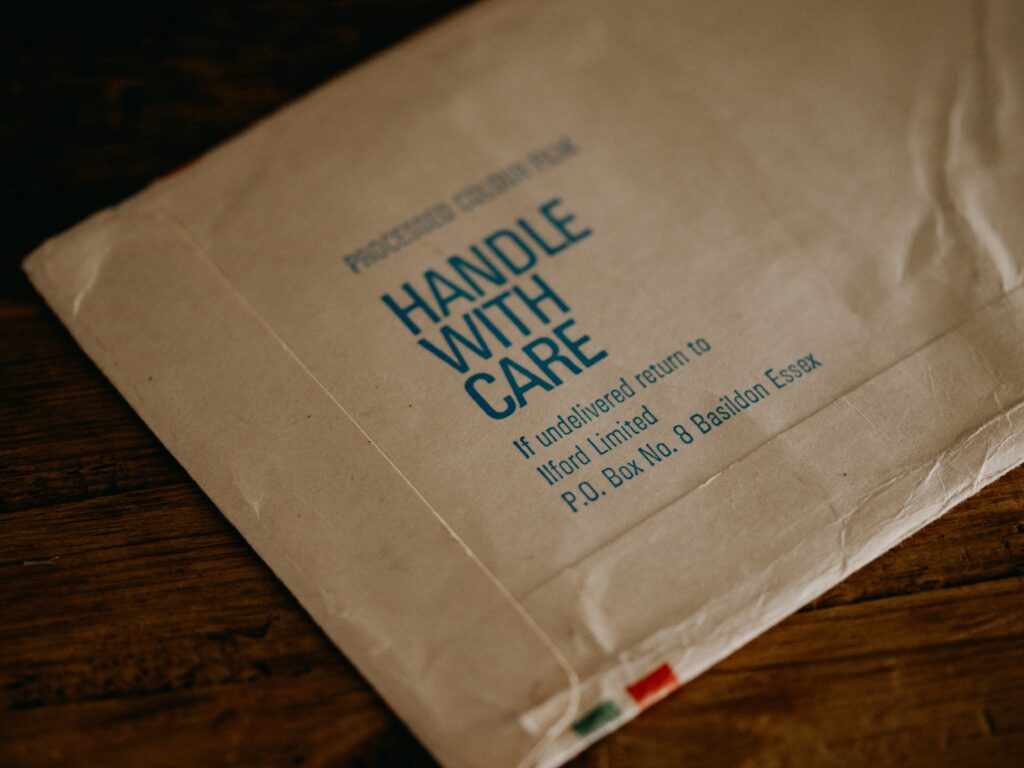 PROCESSED COLOUR FILM
HANDLE
WITH
CARE
If undelivered return to
Ilford Limited
P.O. Box No. 8 Basildon Essex